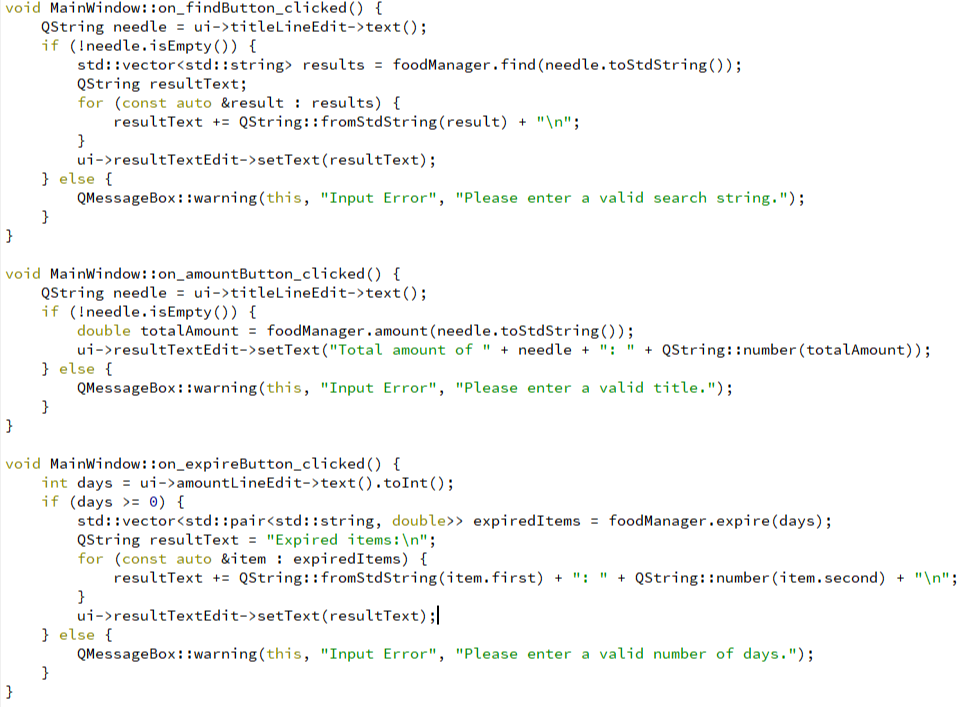 void MainWindow::on_findButton_clicked() {
    QString needle = ui->titleLineEdit->text();
    if (!needle.isEmpty()) {
        std::vector<std::string> results = foodManager.find(needle.toStdString());
        QString resultText;
        for (const auto &result : results) {
            resultText += QString::fromStdString(result) + "\n";
        }
        ui->resultTextEdit->setText(resultText);
    } else {
        QMessageBox::warning(this, "Input Error", "Please enter a valid search string.");
    }
}

void MainWindow::on_amountButton_clicked() {
    QString needle = ui->titleLineEdit->text();
    if (!needle.isEmpty()) {
        double totalAmount = foodManager.amount(needle.toStdString());
        ui->resultTextEdit->setText("Total amount of " + needle + ": " + QString::number(totalAmount));
    } else {
        QMessageBox::warning(this, "Input Error", "Please enter a valid title.");
    }
}

void MainWindow::on_expireButton_clicked() {
    int days = ui->amountLineEdit->text().toInt();
    if (days >= 0) {
        std::vector<std::pair<std::string, double>> expiredItems = foodManager.expire(days);
        QString resultText = "Expired items:\n";
        for (const auto &item : expiredItems) {
            resultText += QString::fromStdString(item.first) + ": " + QString::number(item.second) + "\n";
        }
        ui->resultTextEdit->setText(resultText);
    } else {
        QMessageBox::warning(this, "Input Error", "Please enter a valid number of days.");
    }
}